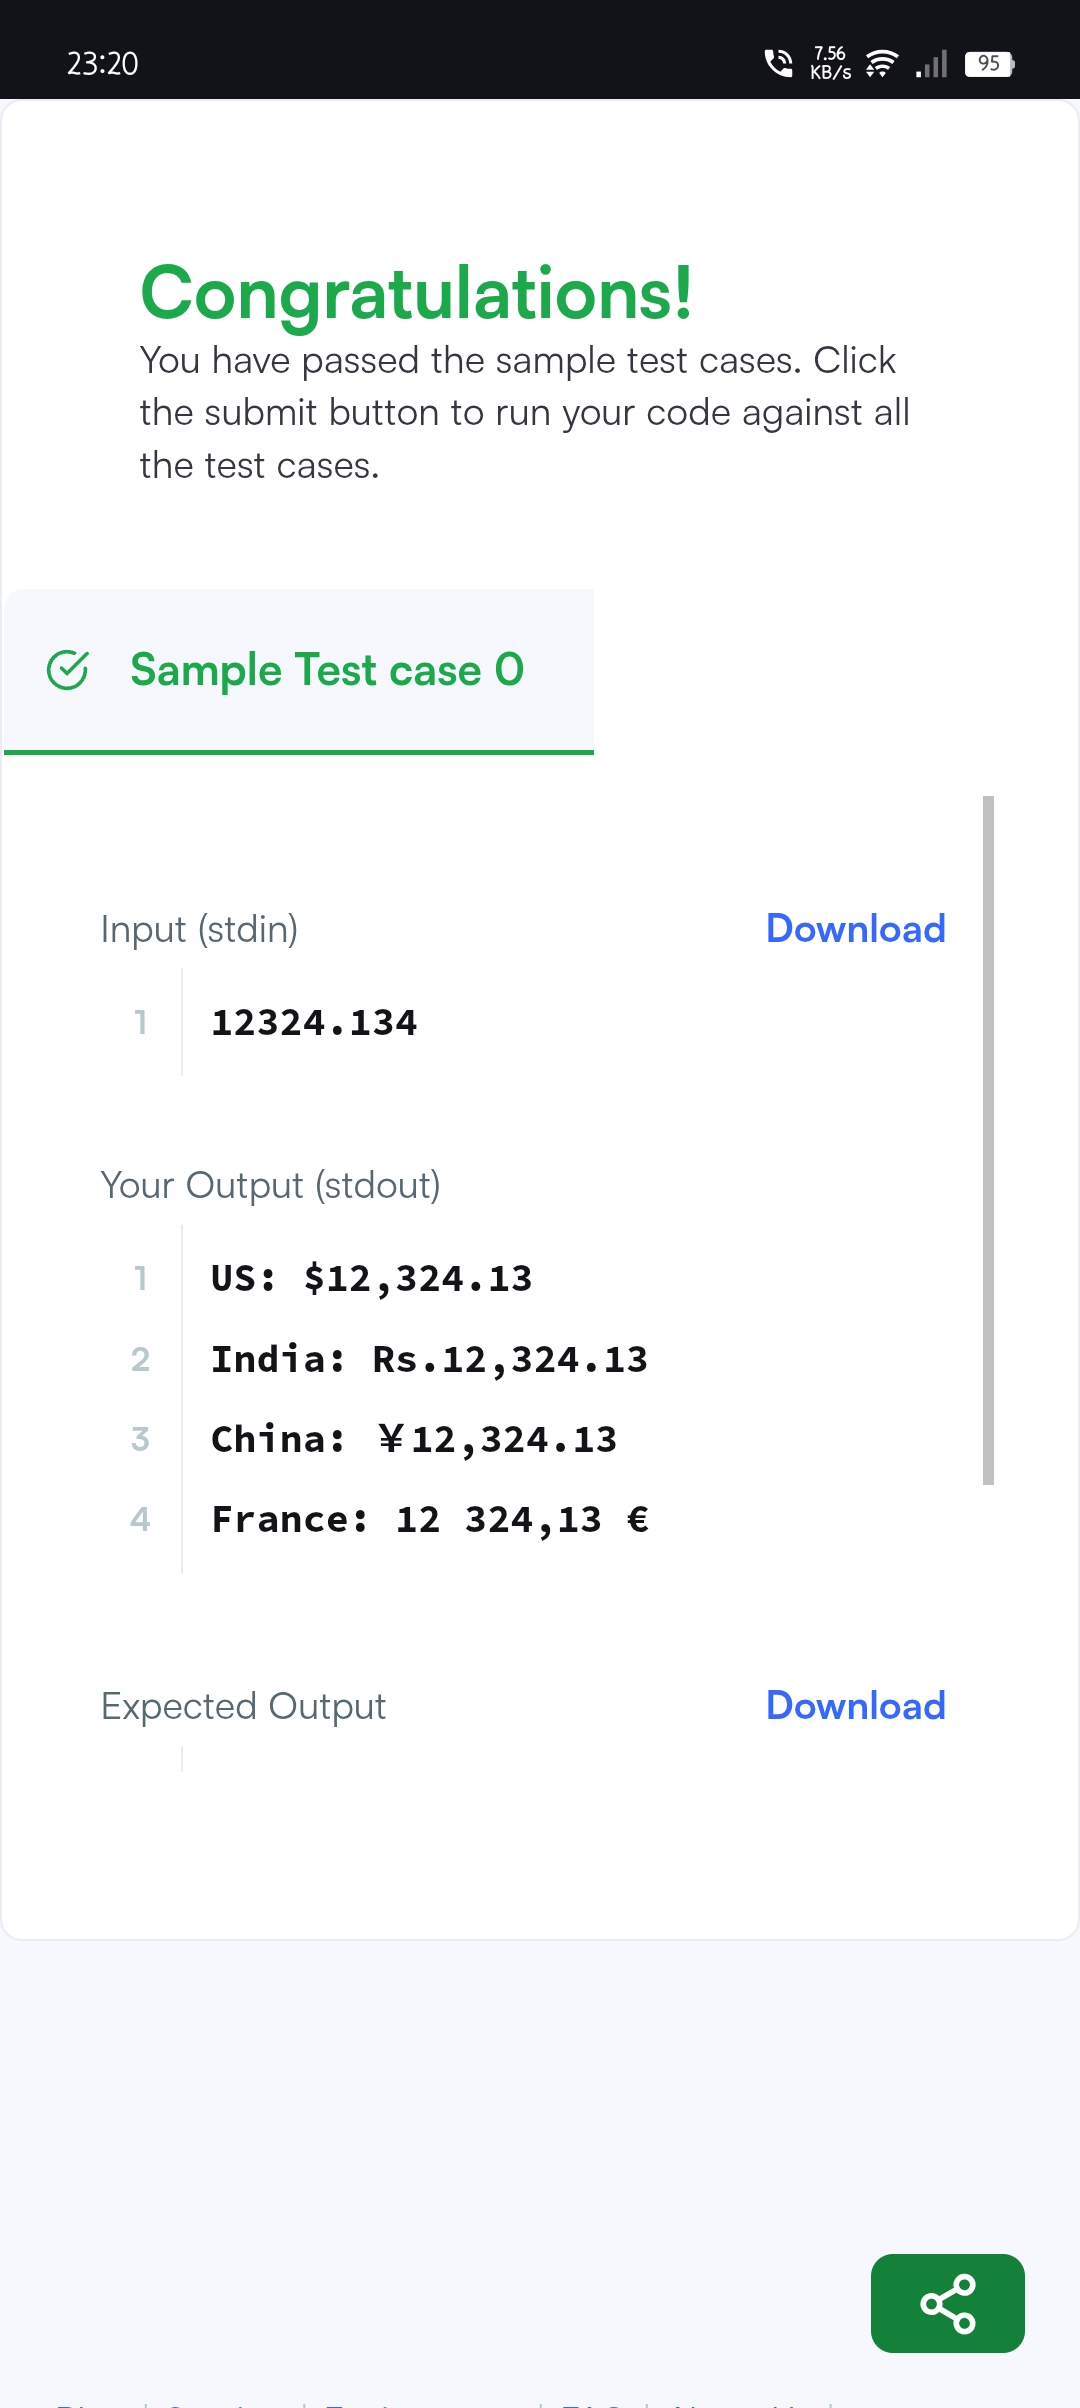 23:20
7.56
KB/s
95
Congratulations!
You have passed the sample test cases. Click
the submit button to run your code against all
the test cases.
Sample Test case 0
Input (stdin)
Download
1 12324.134
Your Output (stdout)
1 US: $12,324.13
2 India: Rs.12,324.13
3 China: ￥12,324.13
4 France: 12 324,13 €
Expected Output
Download